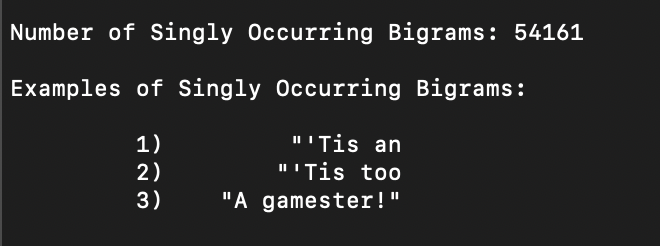 Number of Singly Occurring Bigrams: 54161
Examples of Singly Occurring Bigrams:
1) "'Tis an
2) "'Tis too
3) "A gamester!"